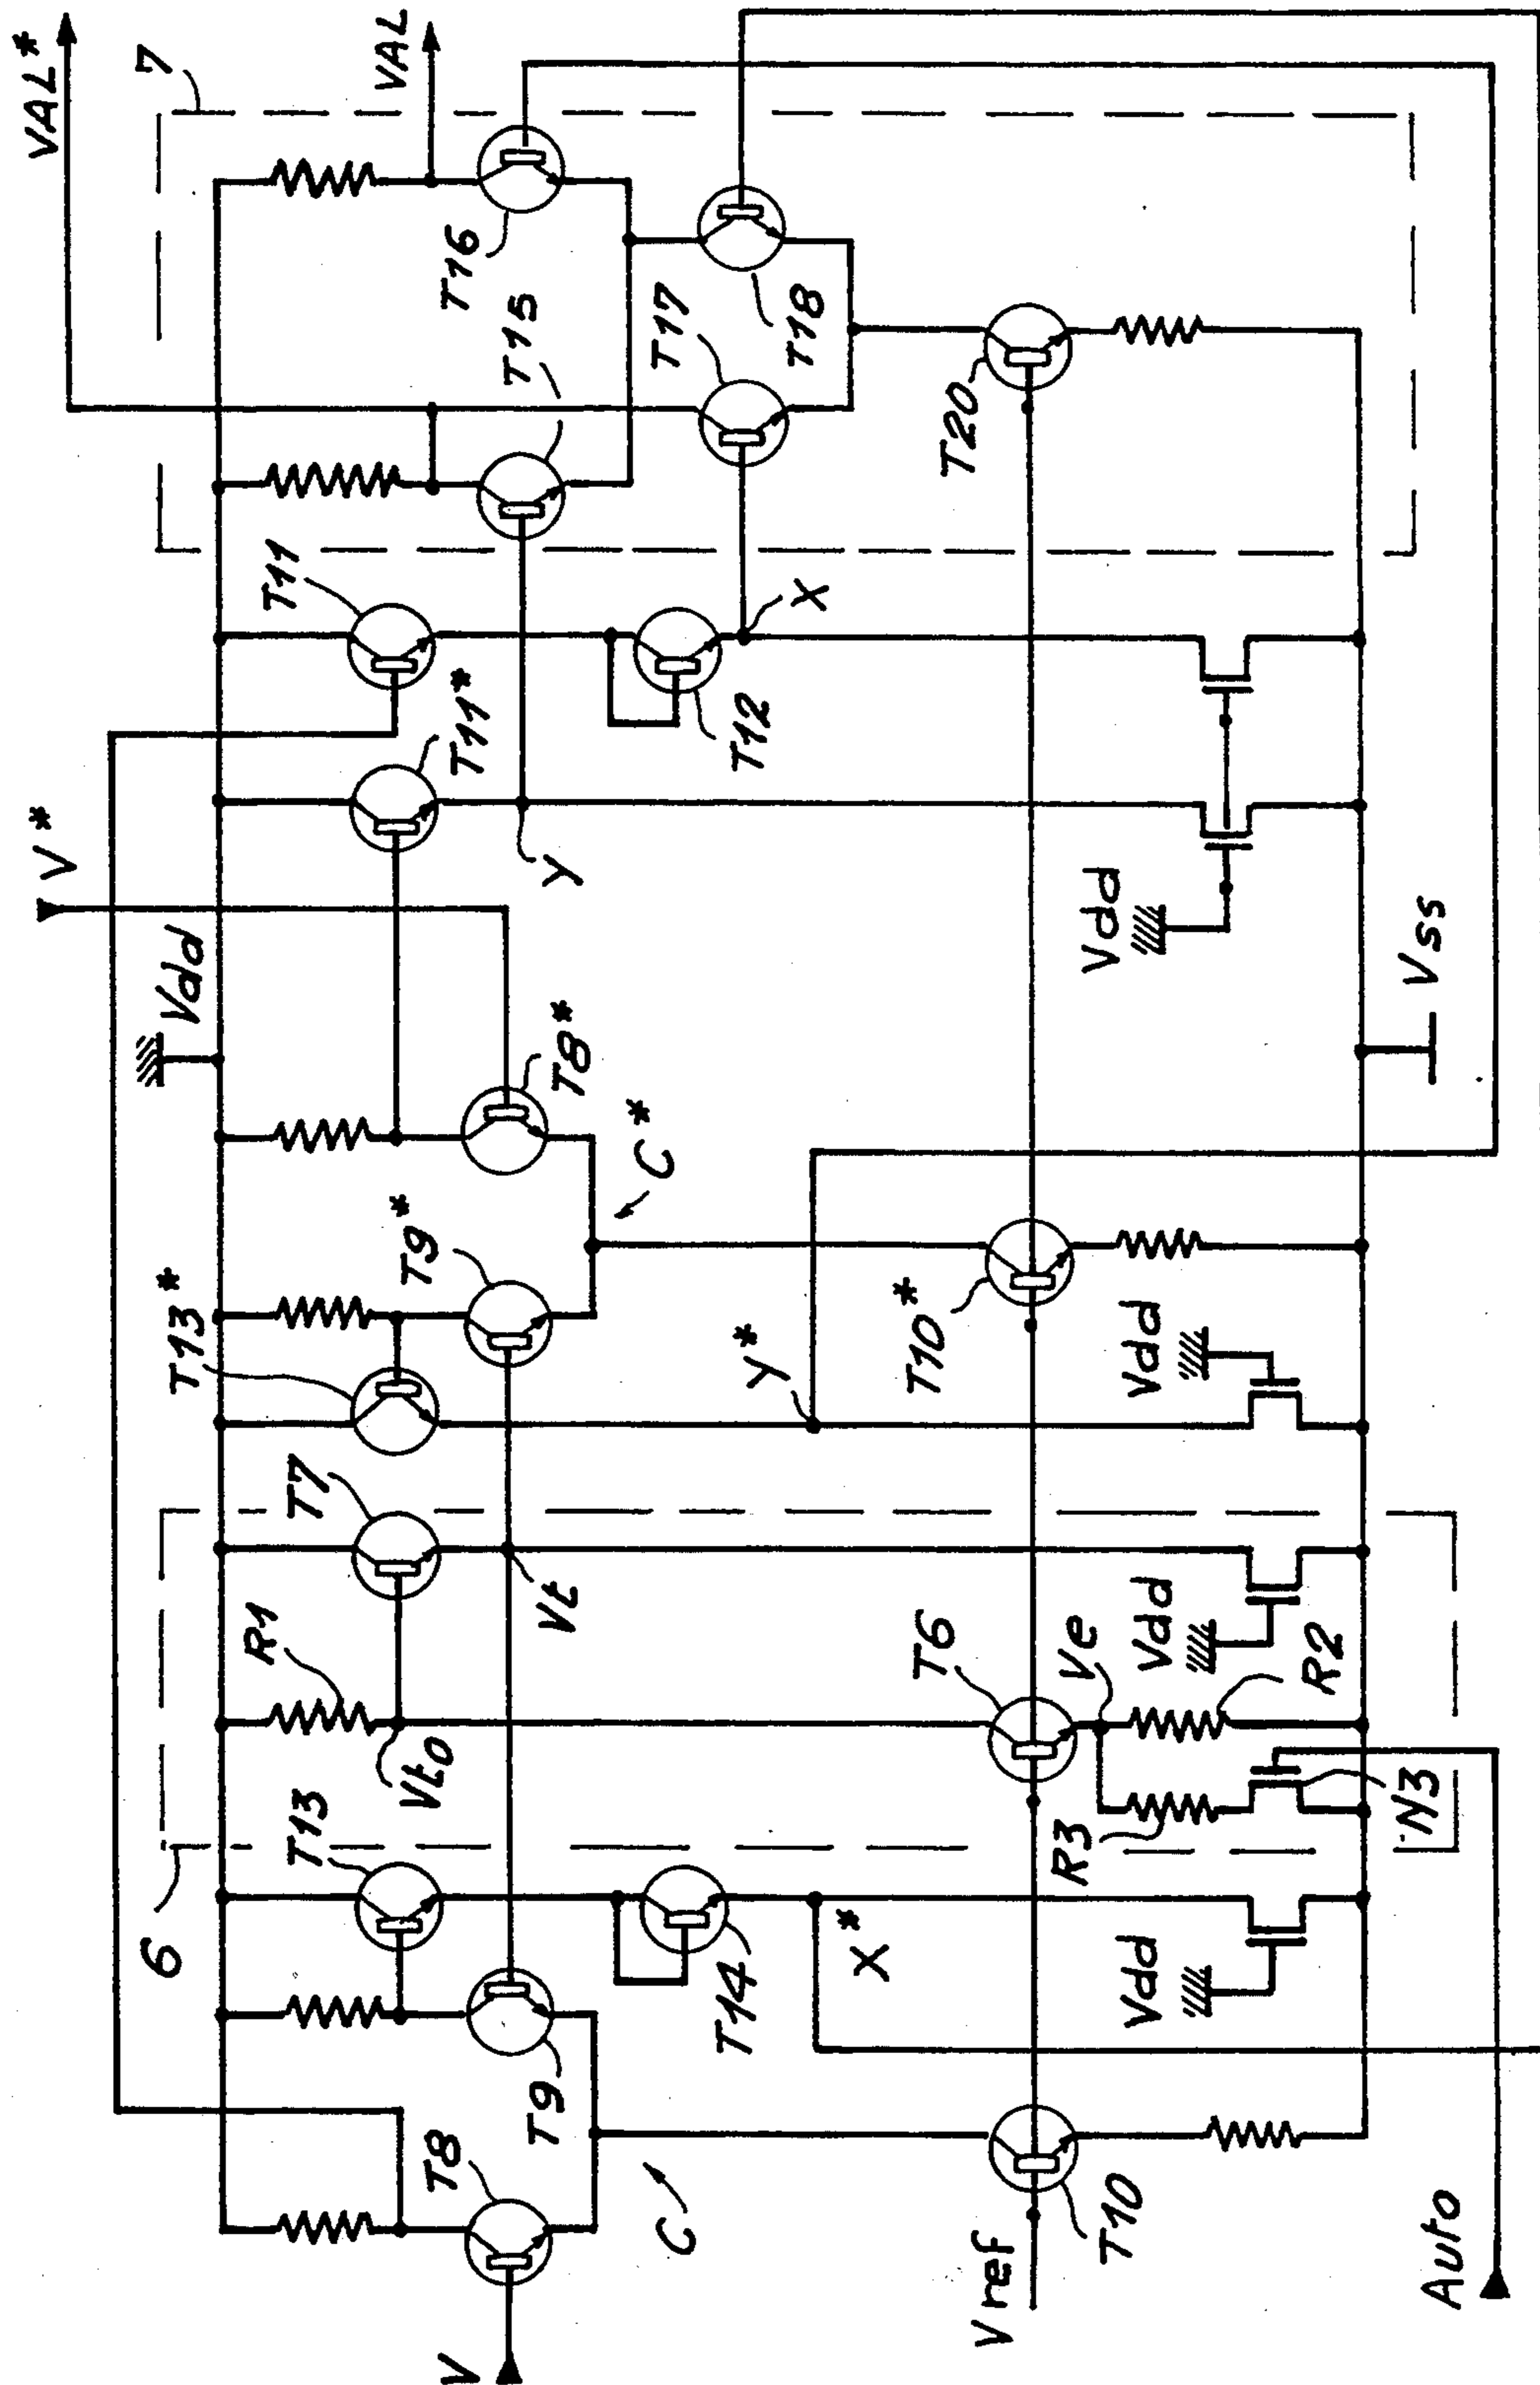 VAL*
7
VAL
T16
T15
T17
T18
T20
T11
T11*
T12
X
Y
V*
Vdd
Vdd
Vss
T8*
C*
T9*
T13*
T10*
Y*
Vdd
T7
R1
Vt
Vto
T6
Ve
Vdd
R2
R3
N3
T13
6
T14
X*
Vdd
T9
T8
C
V
Vref
T10
Auto